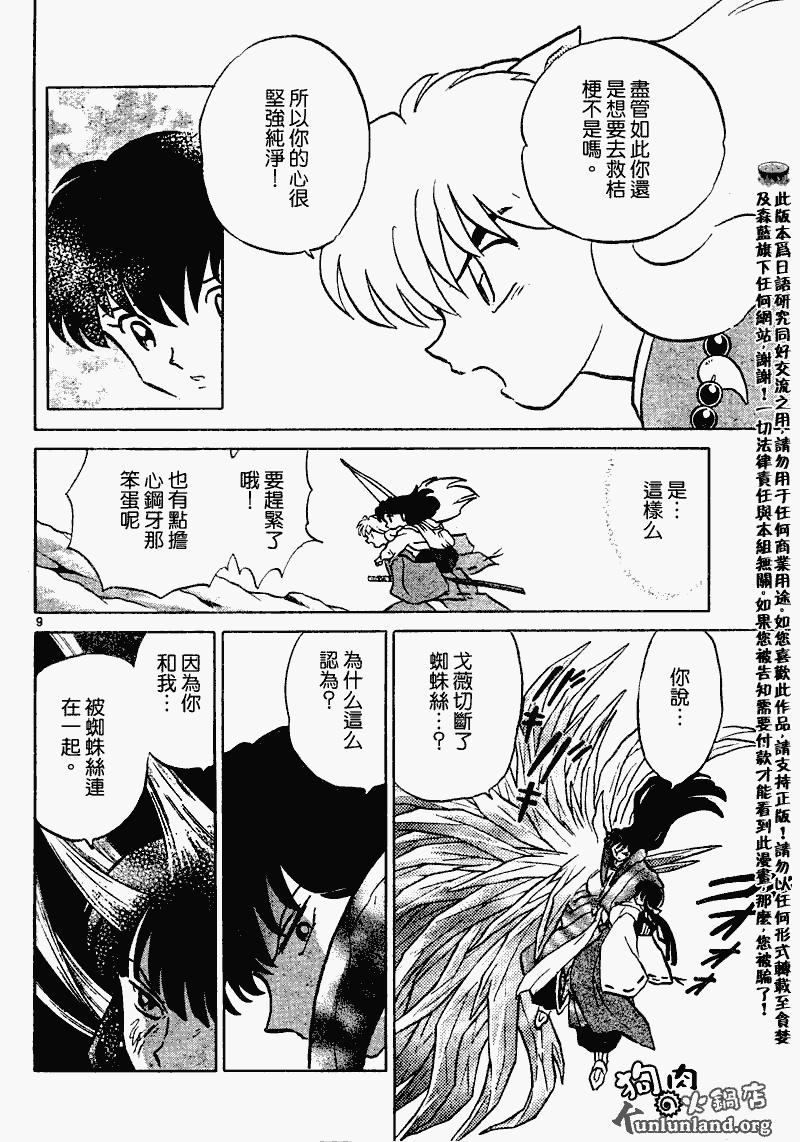 盡管如此你還
是想要去救桔
梗不是嗎。
所以你的心很
堅強純淨！
是…
這樣么
要趕緊了
哦！
也有點擔
心鋼牙那
笨蛋呢
9
你說…
戈薇切斷了
蜘蛛絲…？
為什么這么
認為？
因為你
和我…
被蜘蛛絲連
在一起。
此版本爲日語研究同好交流之用，請勿用于任何商業用途。如您喜歡此作品，請支持正版！請勿以任何形式轉載至貪婪
及森藍旗下任何網站，謝謝！一切法律責任與本組無關。如果您被告知需要付款才能看到此漫畫，那麽，您被騙了！
狗肉
火鍋店
Kunlunland.org